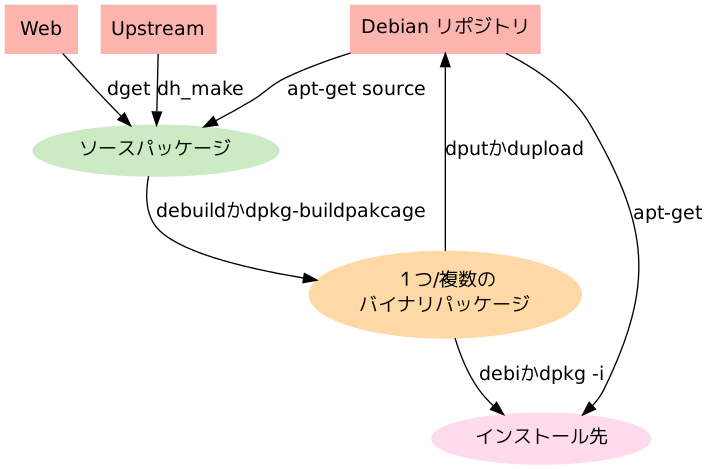 Web
Upstream
Debian リポジトリ
dget
dh_make
apt-get source
ソースパッケージ
dputかdupload
debuildかdpkg-buildpakcage
apt-get
１つ/複数の
バイナリパッケージ
debiかdpkg -i
インストール先